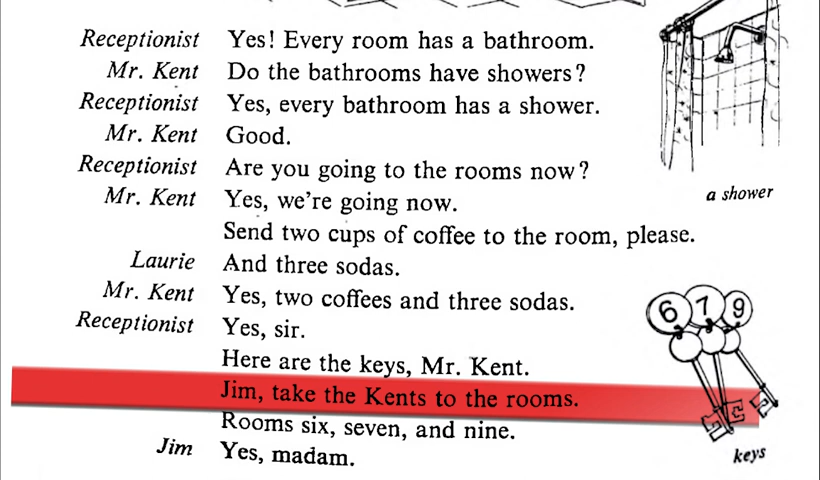 Receptionist Yes! Every room has a bathroom.
Mr. Kent Do the bathrooms have showers?
Receptionist Yes, every bathroom has a shower.
Mr. Kent Good.
Receptionist Are you going to the rooms now?
Mr. Kent Yes, we're going now.
a shower
Send two cups of coffee to the room, please.
Laurie And three sodas.
Mr. Kent Yes, two coffees and three sodas.
Receptionist Yes, sir.
6 7 9
Here are the keys, Mr. Kent.
Jim, take the Kents to the rooms.
Rooms six, seven, and nine.
Jim Yes, madam.
keys